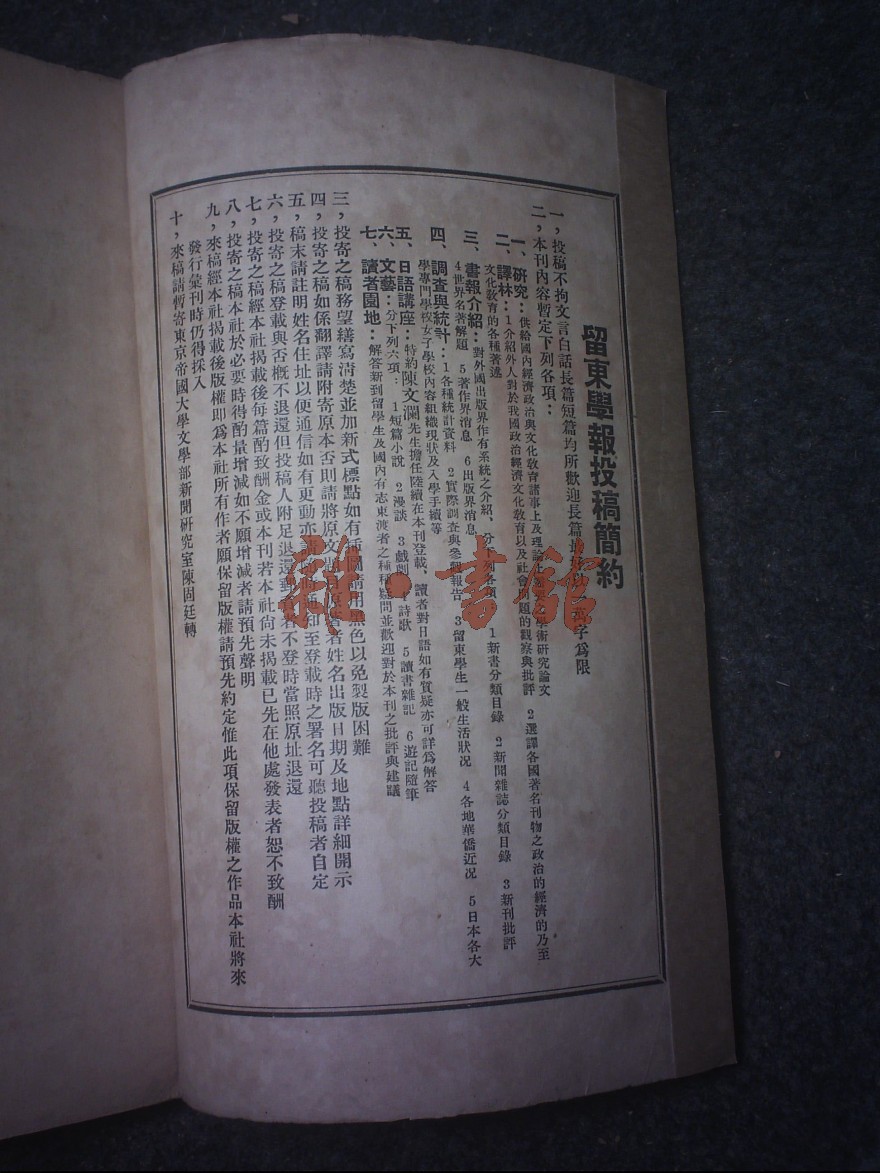 留東學報投稿簡約
一，投稿不拘文言白話長篇短篇均所歡迎長篇 萬字爲限
二，本刊內容暫定下列各項：
一、研究：供給國內經濟政治與文化敎育諸事上及理論上 學術研究論文
二、譯林：1介紹外人對於我國政治經濟文化敎育以及社會問題的觀察與批評 2選譯各國著名刊物之政治的經濟的乃至
文化敎育的各種著述
三、書報介紹：對外國出版界作有系統之介紹、分 列各項 1新書分類目錄 2新聞雜誌分類目錄 3新刊批評
4世界名著解題 5著作界消息 6出版界消息
四、調查與統計：1各種統計資料 2實際調查與參觀報告 3留東學生一般生活狀況 4各地華僑近况 5日本各大
學專門學校女子學校內容組織現狀及入學手續等
五、日語講座：特約陳文瀾先生擔任陸續在本刊登載、讀者對日語如有質疑亦可詳爲解答
六、文藝：分下列六項：1短篇小說 2漫談 3戲劇 4詩歌 5讀書雜記 6遊記隨筆
七、讀者園地：解答新到留學生及國內有志東渡者之種種疑問並歡迎對於本刊之批評與建議
三，投寄之稿務望繕寫淸楚並加新式標點如有插圖請用黑色以免製版困難
四，投寄之稿如係翻譯請附寄原本否則請將原文題 原著者姓名出版日期及地點詳細開示
五，稿末請註明姓名住址以便通信如有更動亦請 時通知至登載時之署名可聽投稿者自定
六，投寄之稿登載與否概不退還但投稿人附足退還郵 者若不登時當照原址退還
七，投寄之稿經本社揭載後每篇酌致酬金或本刊若本社尙未揭載已先在他處發表者恕不致酬
八，投寄之稿本社於必要時得酌量增減如不願增減者請預先聲明
九，來稿經本社揭載後版權即爲本社所有作者願保留版權請預先約定惟此項保留版權之作品本社將來
發行彙刊時仍得採入
十，來稿請暫寄東京帝國大學文學部新聞研究室陳固廷轉
雜·書館